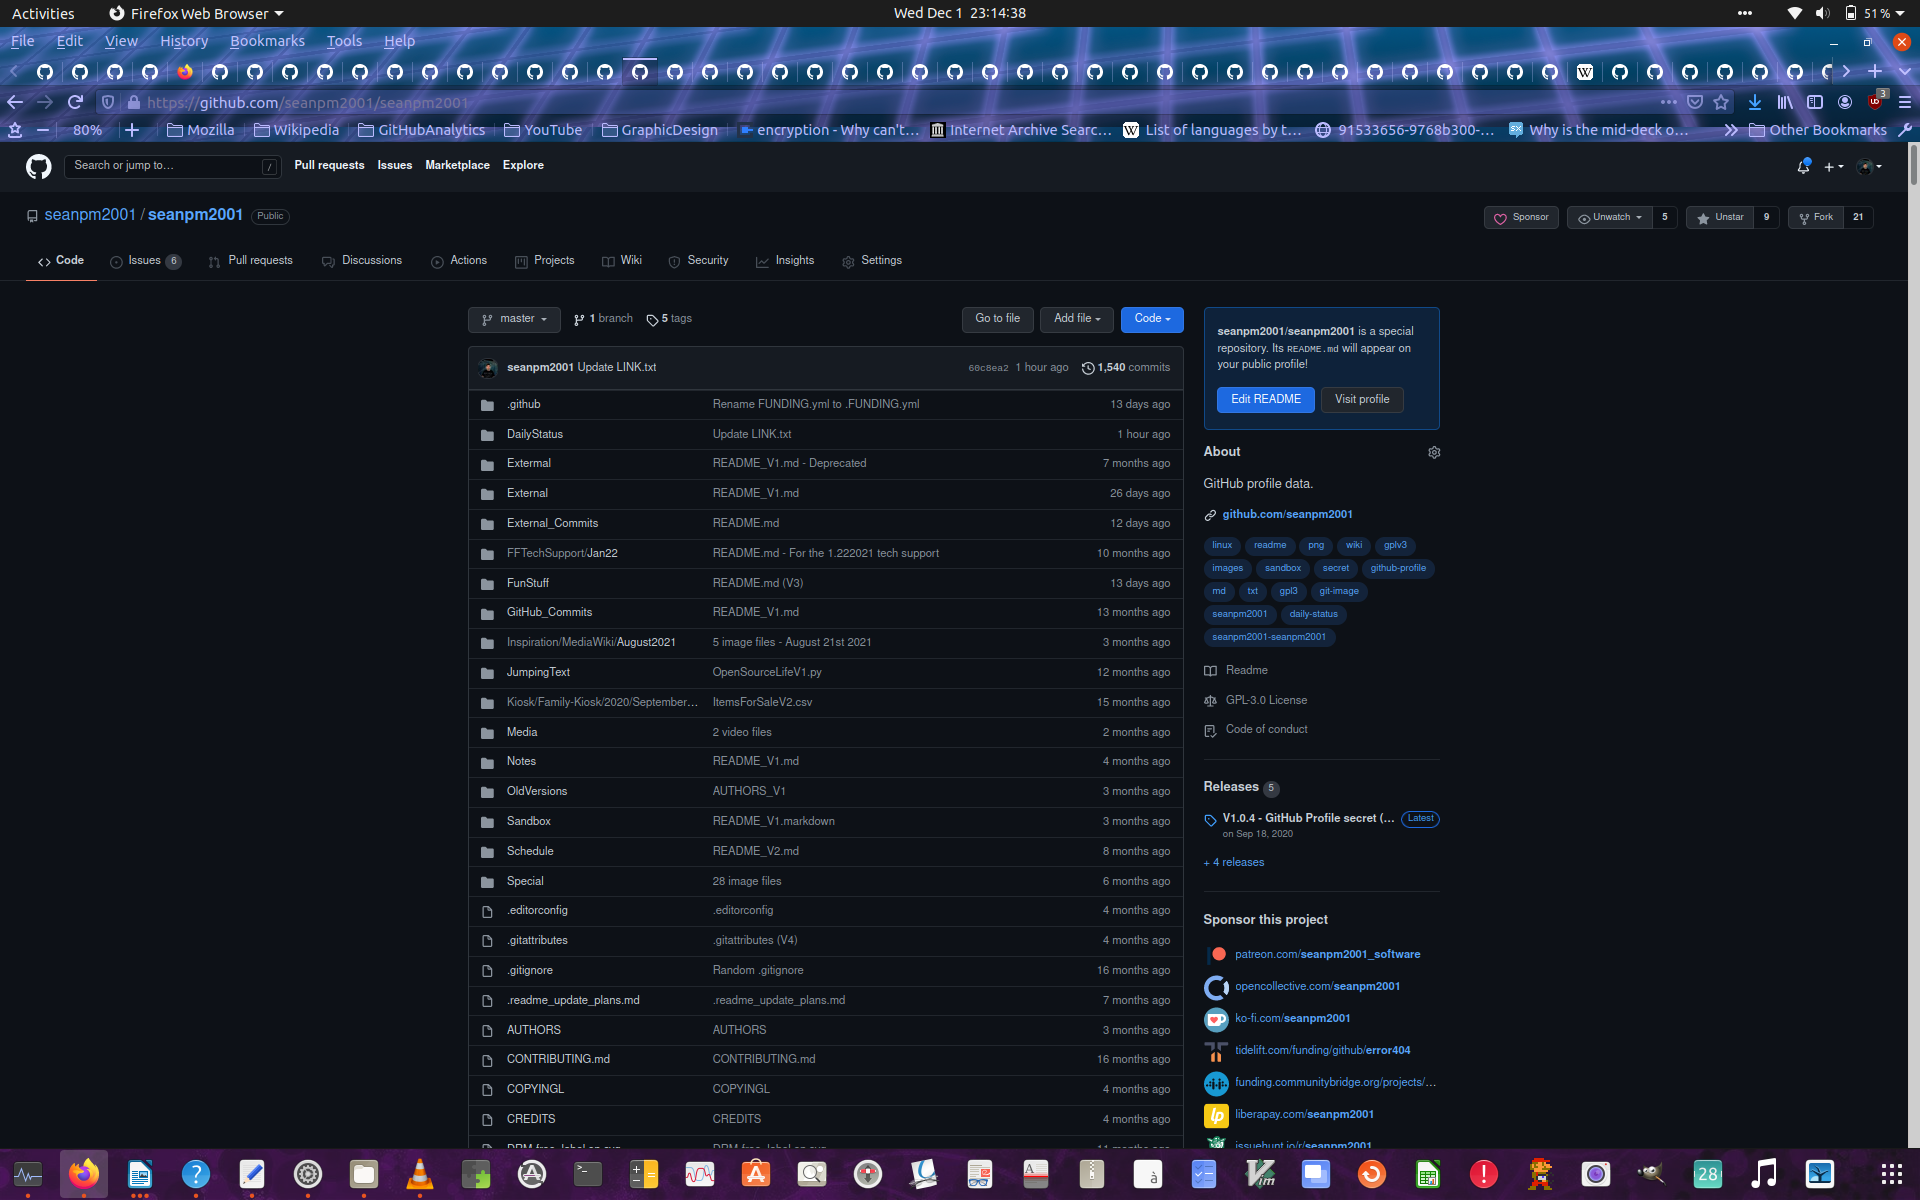 Activities Firefox Web Browser Wed Dec 1 23:14:38 51 %
File Edit View History Bookmarks Tools Help
https://github.com/seanpm2001/seanpm2001 3
80% Mozilla Wikipedia GitHubAnalytics YouTube GraphicDesign encryption - Why can't… Internet Archive Searc… List of languages by t… 91533656-9768b300-… Why is the mid-deck o… Other Bookmarks
Search or jump to… / Pull requests Issues Marketplace Explore
seanpm2001 / seanpm2001 Public Sponsor Unwatch 5 Unstar 9 Fork 21
Code Issues 6 Pull requests Discussions Actions Projects Wiki Security Insights Settings
master 1 branch 5 tags Go to file Add file Code
seanpm2001 Update LINK.txt 60c8ea2 1 hour ago 1,540 commits
.github Rename FUNDING.yml to .FUNDING.yml 13 days ago
DailyStatus Update LINK.txt 1 hour ago
Extermal README_V1.md - Deprecated 7 months ago
External README_V1.md 26 days ago
External_Commits README.md 12 days ago
FFTechSupport/Jan22 README.md - For the 1.222021 tech support 10 months ago
FunStuff README.md (V3) 13 days ago
GitHub_Commits README_V1.md 13 months ago
Inspiration/MediaWiki/August2021 5 image files - August 21st 2021 3 months ago
JumpingText OpenSourceLifeV1.py 12 months ago
Kiosk/Family-Kiosk/2020/September… ItemsForSaleV2.csv 15 months ago
Media 2 video files 2 months ago
Notes README_V1.md 4 months ago
OldVersions AUTHORS_V1 3 months ago
Sandbox README_V1.markdown 3 months ago
Schedule README_V2.md 8 months ago
Special 28 image files 6 months ago
.editorconfig .editorconfig 4 months ago
.gitattributes .gitattributes (V4) 4 months ago
.gitignore Random .gitignore 16 months ago
.readme_update_plans.md .readme_update_plans.md 7 months ago
AUTHORS AUTHORS 3 months ago
CONTRIBUTING.md CONTRIBUTING.md 16 months ago
COPYINGL COPYINGL 4 months ago
CREDITS CREDITS 4 months ago
seanpm2001/seanpm2001 is a special
repository. Its README.md will appear on
your public profile!
Edit README Visit profile
About
GitHub profile data.
github.com/seanpm2001
linux readme png wiki gplv3
images sandbox secret github-profile
md txt gpl3 git-image
seanpm2001 daily-status
seanpm2001-seanpm2001
Readme
GPL-3.0 License
Code of conduct
Releases 5
V1.0.4 - GitHub Profile secret (… Latest
on Sep 18, 2020
+ 4 releases
Sponsor this project
patreon.com/seanpm2001_software
opencollective.com/seanpm2001
ko-fi.com/seanpm2001
tidelift.com/funding/github/error404
funding.communitybridge.org/projects/…
liberapay.com/seanpm2001
issuehunt.io/r/seanpm2001
28